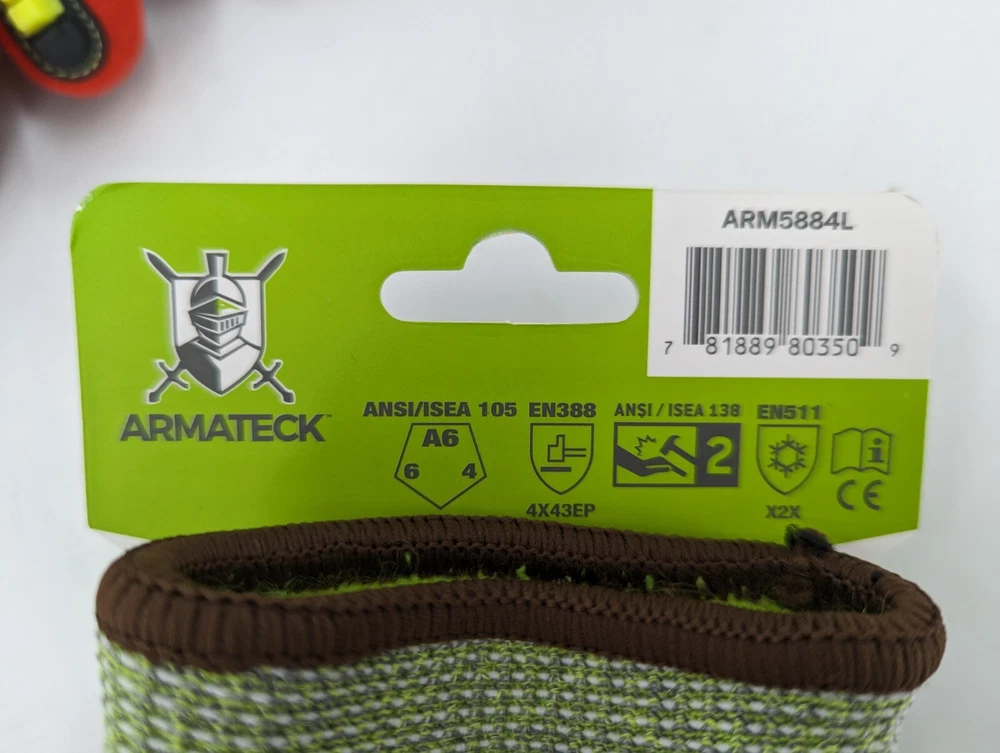 ARM5884L
7 81889 80350 9
ARMATECK™
ANSI/ISEA 105 EN388 ANSI / ISEA 138 EN511
A6
6 4
2
i
4X43EP X2X
CE